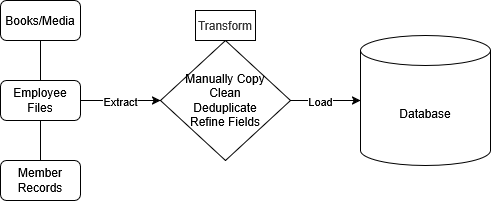 Books/Media
Transform
Employee
Files
Extract
Manually Copy
Clean
Deduplicate
Refine Fields
Load
Database
Member
Records